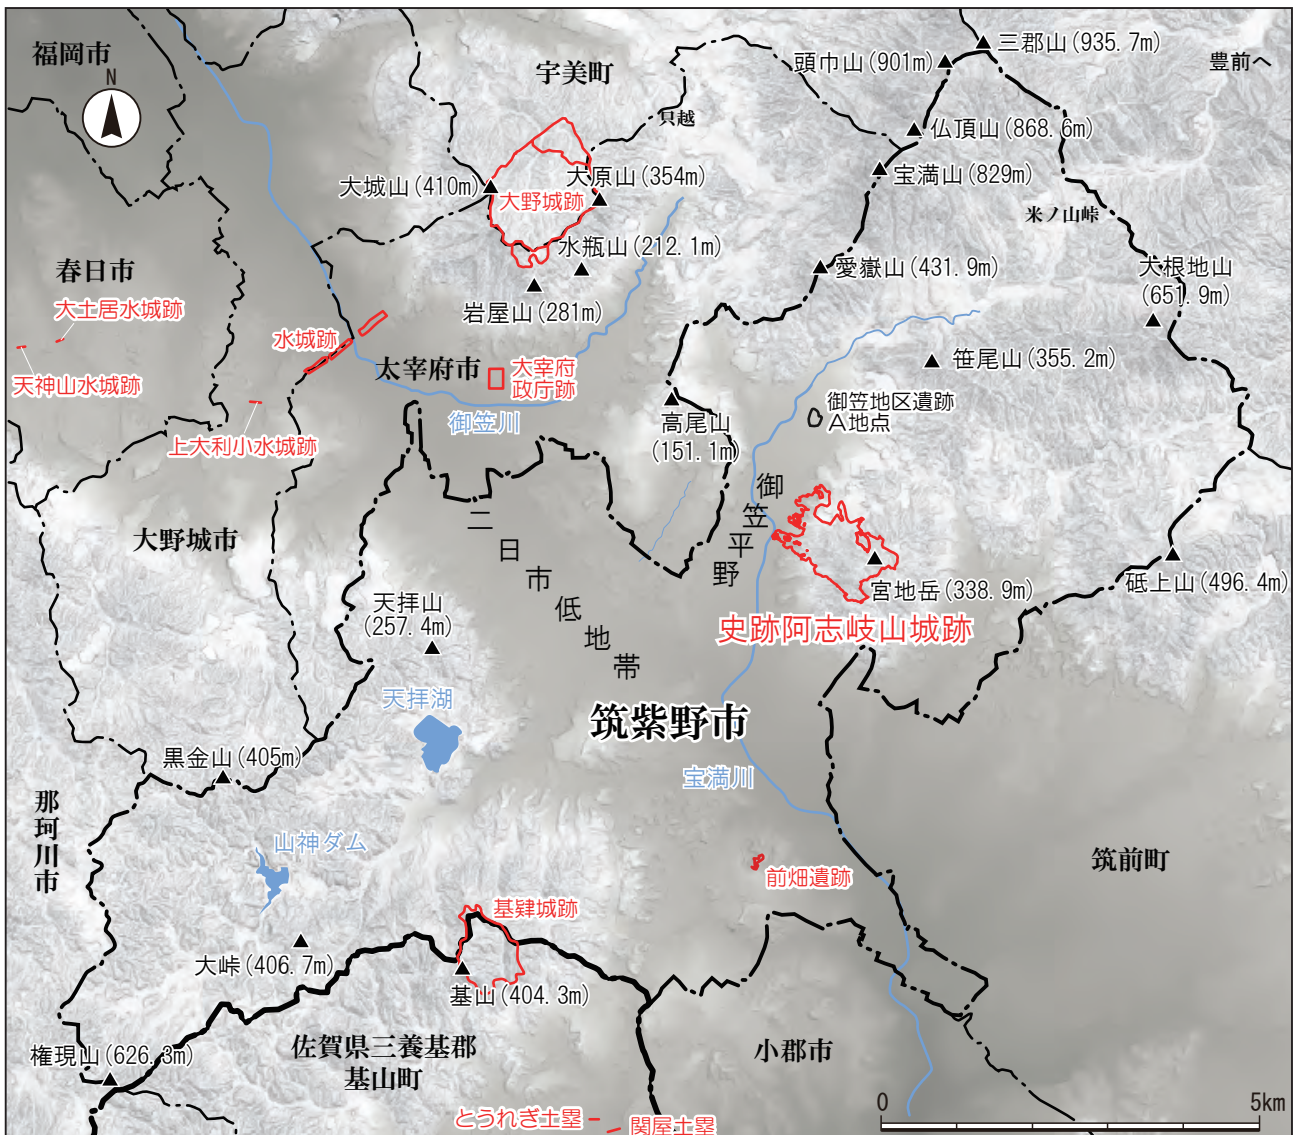 福岡市
N
宇美町
三郡山(935.7m)
頭巾山(901m)
豊前へ
只越
仏頂山(868.6m)
大城山(410m)
大原山(354m)
宝満山(829m)
大野城跡
米ノ山峠
水瓶山(212.1m)
春日市
愛嶽山(431.9m)
大根地山
(651.9m)
大土居水城跡
岩屋山(281m)
水城跡
太宰府市
大宰府
政庁跡
笹尾山(355.2m)
天神山水城跡
御笠川
高尾山
(151.1m)
御笠地区遺跡
A地点
上大利小水城跡
御笠平野
二日市低地帯
大野城市
宮地岳(338.9m)
砥上山(496.4m)
天拝山
(257.4m)
史跡阿志岐山城跡
天拝湖
筑紫野市
黒金山(405m)
宝満川
那珂川市
山神ダム
筑前町
前畑遺跡
基肄城跡
大峠(406.7m)
基山(404.3m)
権現山(626.3m)
佐賀県三養基郡
基山町
小郡市
とうれぎ土塁
関屋土塁
0
5km